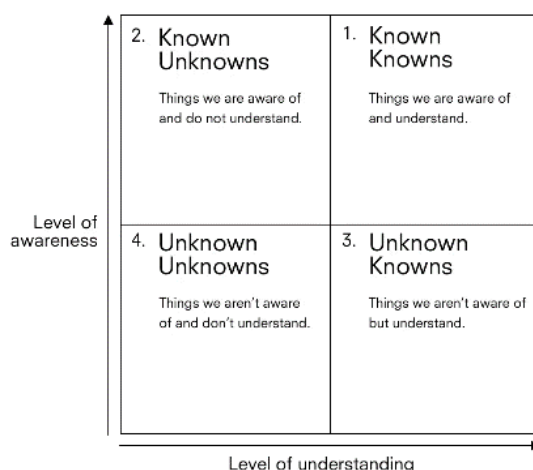 2. Known
Unknowns
Things we are aware of
and do not understand.
1. Known
Knowns
Things we are aware of
and understand.
Level of
awareness
4. Unknown
Unknowns
Things we aren't aware
of and don't understand.
3. Unknown
Knowns
Things we aren't aware of
but understand.
Level of understanding